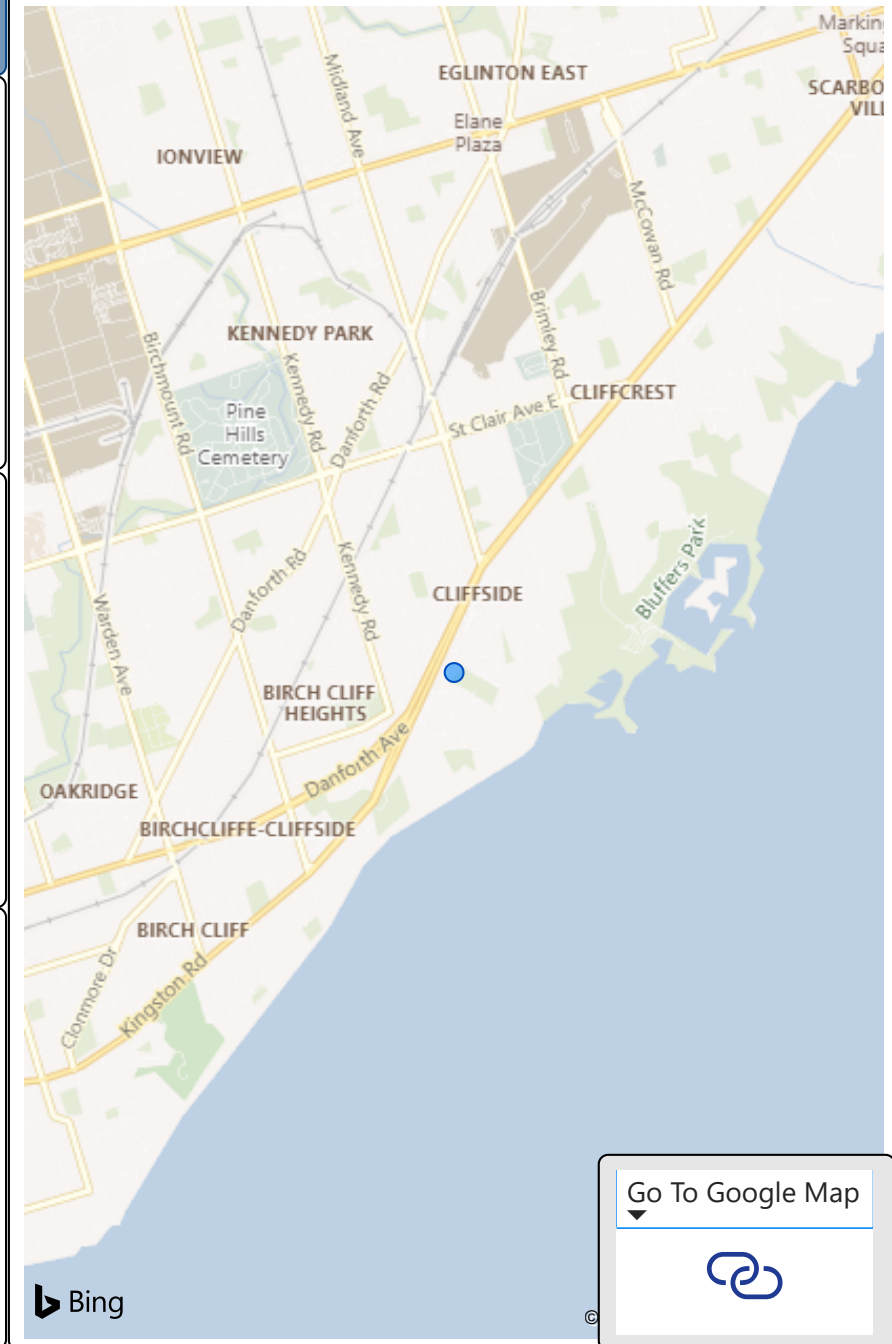 Markin
Squa
EGLINTON EAST
SCARBO
VILL
Midland Ave
Elane
Plaza
IONVIEW
McCowan Rd
Brimley Rd
KENNEDY PARK
Birchmount Rd
Kennedy Rd
Danforth Rd
CLIFFCREST
St Clair Ave E
Pine
Hills
Cemetery
Bluffers Park
Danforth Rd
Kennedy Rd
CLIFFSIDE
Warden Ave
BIRCH CLIFF
HEIGHTS
Danforth Ave
OAKRIDGE
BIRCHCLIFFE-CLIFFSIDE
BIRCH CLIFF
Clonmore Dr
Kingston Rd
Go To Google Map
Bing
©